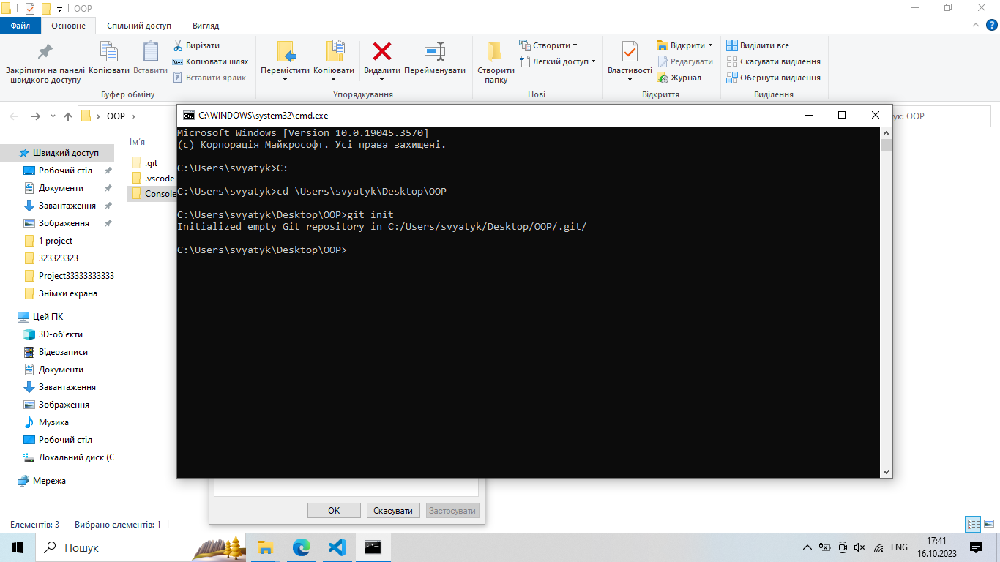 OOP
Файл Основне Спільний доступ Вигляд
Закріпити на панелі швидкого доступу
Копіювати
Вставити
Вирізати
Копіювати шлях
Вставити ярлик
Буфер обміну
Перемістити
Копіювати
Видалити
Перейменувати
Упорядкування
Створити папку
Створити
Легкий доступ
Нові
Властивості
Відкрити
Редагувати
Журнал
Відкриття
Виділити все
Скасувати виділення
Обернути виділення
Виділення
OOP
ук: OOP
Швидкий доступ
Робочий стіл
Документи
Завантаження
Зображення
1 project
323323323
Project33333333333
Знімки екрана
Цей ПК
3D-об'єкти
Відеозаписи
Документи
Завантаження
Зображення
Музика
Робочий стіл
Локальний диск (C
Мережа
Ім'я
.git
.vscode
Console
C:\WINDOWS\system32\cmd.exe
Microsoft Windows [Version 10.0.19045.3570]
(c) Корпорація Майкрософт. Усі права захищені.
C:\Users\svyatyk>C:
C:\Users\svyatyk>cd \Users\svyatyk\Desktop\OOP
C:\Users\svyatyk\Desktop\OOP>git init
Initialized empty Git repository in C:/Users/svyatyk/Desktop/OOP/.git/
C:\Users\svyatyk\Desktop\OOP>
OK Скасувати Застосувати
Елементів: 3 Вибрано елементів: 1
Пошук
ENG
17:41
16.10.2023